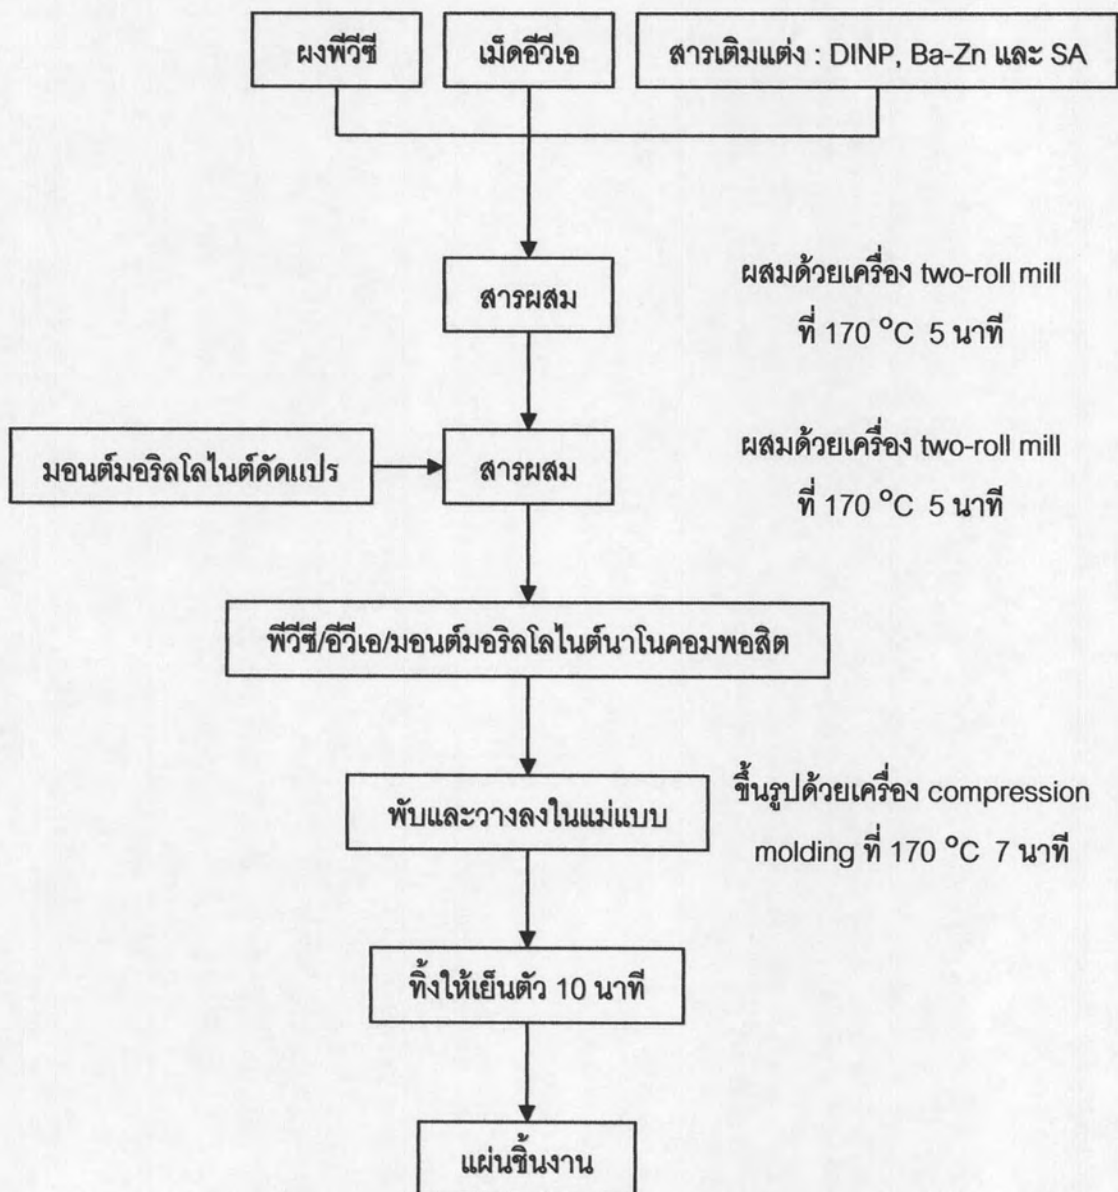 ผงพีวีซี
เม็ดอีวีเอ
สารเติมแต่ง : DINP, Ba-Zn และ SA
สารผสม
ผสมด้วยเครื่อง two-roll mill
ที่ 170 °C 5 นาที
มอนต์มอริลโลไนต์ดัดแปร
สารผสม
ผสมด้วยเครื่อง two-roll mill
ที่ 170 °C 5 นาที
พีวีซี/อีวีเอ/มอนต์มอริลโลไนต์นาโนคอมพอสิต
พับและวางลงในแม่แบบ
ขึ้นรูปด้วยเครื่อง compression
molding ที่ 170 °C 7 นาที
ทิ้งให้เย็นตัว 10 นาที
แผ่นชิ้นงาน